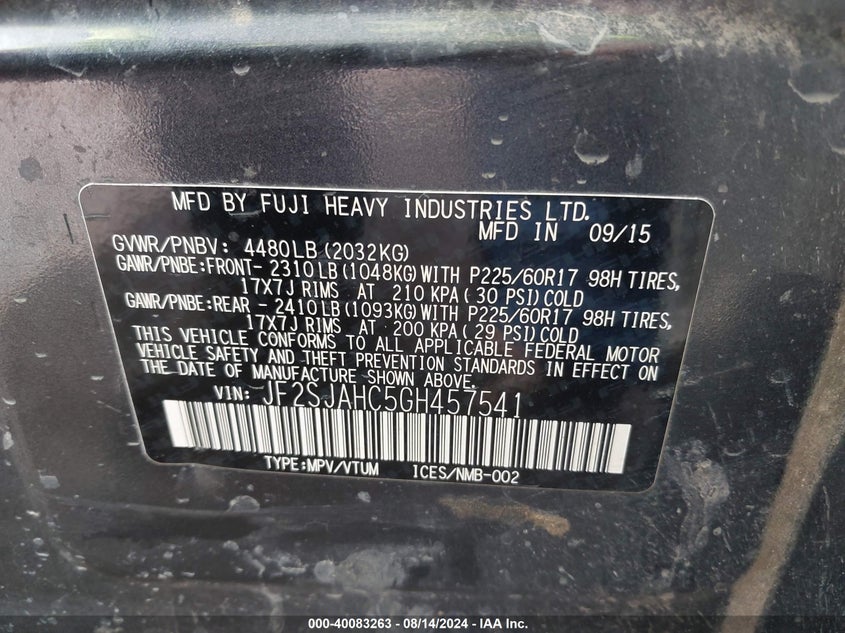 MFD BY FUJI HEAVY INDUSTRIES LTD.
MFD IN 09/15
GVWR/PNBV: 4480LB (2032KG)
GAWR/PNBE:FRONT- 2310LB (1048KG) WITH P225/60R17 98H TIRES,
17X7J RIMS AT 210 KPA ( 30 PSI) COLD
GAWR/PNBE:REAR - 2410LB (1093KG) WITH P225/60R17 98H TIRES,
17X7J RIMS AT 200 KPA ( 29 PSI) COLD
THIS VEHICLE CONFORMS TO ALL APPLICABLE FEDERAL MOTOR
VEHICLE SAFETY AND THEFT PREVENTION STANDARDS IN EFFECT ON
THE DATE OF MANUFACTURE SHOWN ABOVE.
VIN: JF2SJAHC5GH457541
TYPE:MPV/VTUM ICES/NMB-002
000-40083263 - 08/14/2024 - IAA Inc.